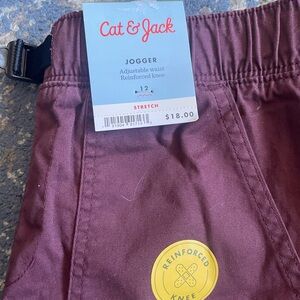 Cat & Jack
JOGGER
Adjustable waist
Reinforced knee
12
STRETCH
$18.00
REINFORCED
KNEE